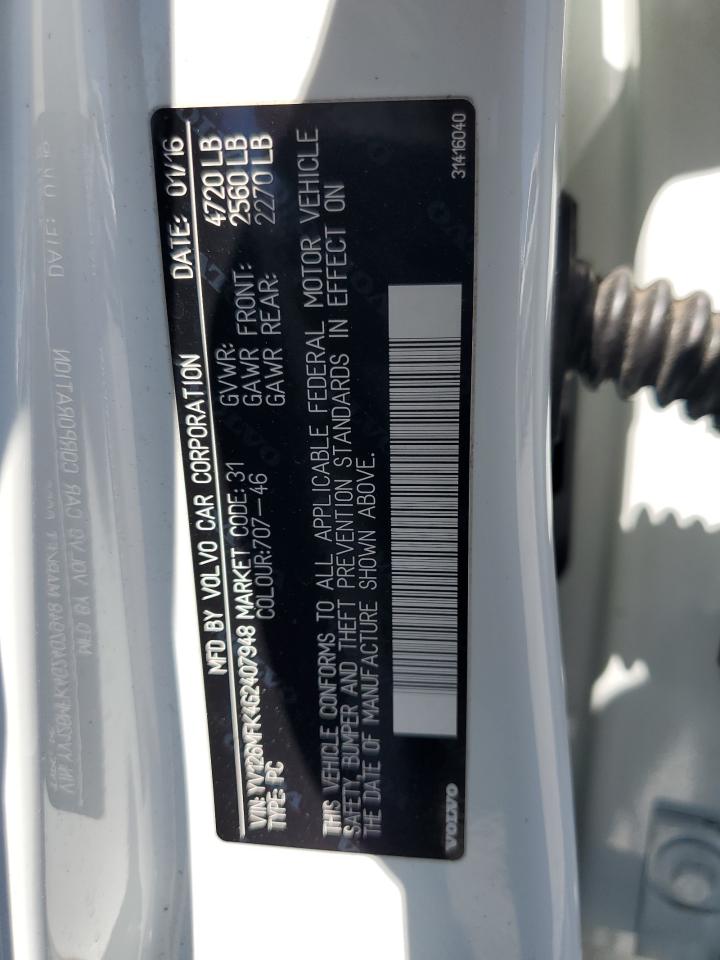 MFD BY VOLVO CAR CORPORATION DATE: 01/16
VIN: YV126MFK4G2407948 MARKET CODE: 31 GVWR: 4720 LB
TYPE: PC COLOUR:707-46 GAWR FRONT: 2560 LB
GAWR REAR: 2270 LB
THIS VEHICLE CONFORMS TO ALL APPLICABLE FEDERAL MOTOR VEHICLE
SAFETY, BUMPER AND THEFT PREVENTION STANDARDS IN EFFECT ON
THE DATE OF MANUFACTURE SHOWN ABOVE.
VOLVO 31416040